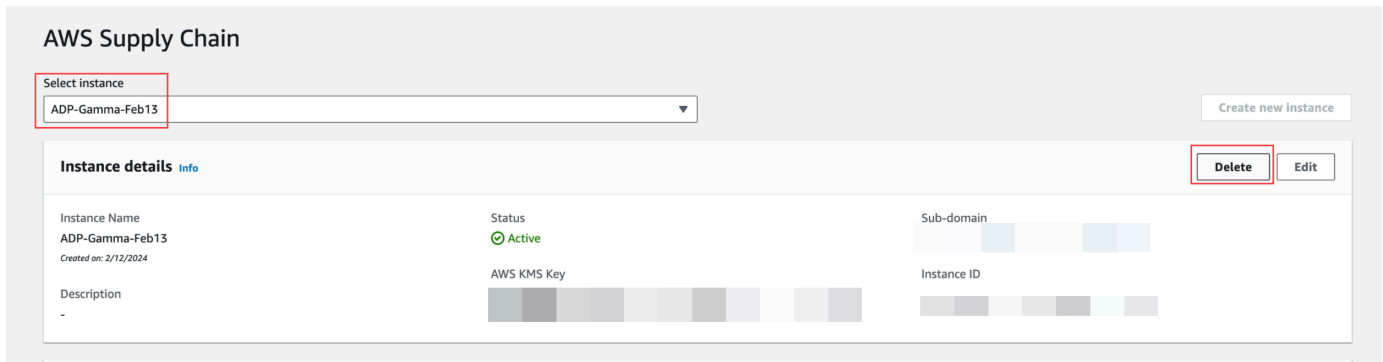 AWS Supply Chain
Select instance
ADP-Gamma-Feb13
Create new instance
Instance details Info
Delete Edit
Instance Name
ADP-Gamma-Feb13
Created on: 2/12/2024
Description
-
Status
Active
AWS KMS Key
Sub-domain
Instance ID